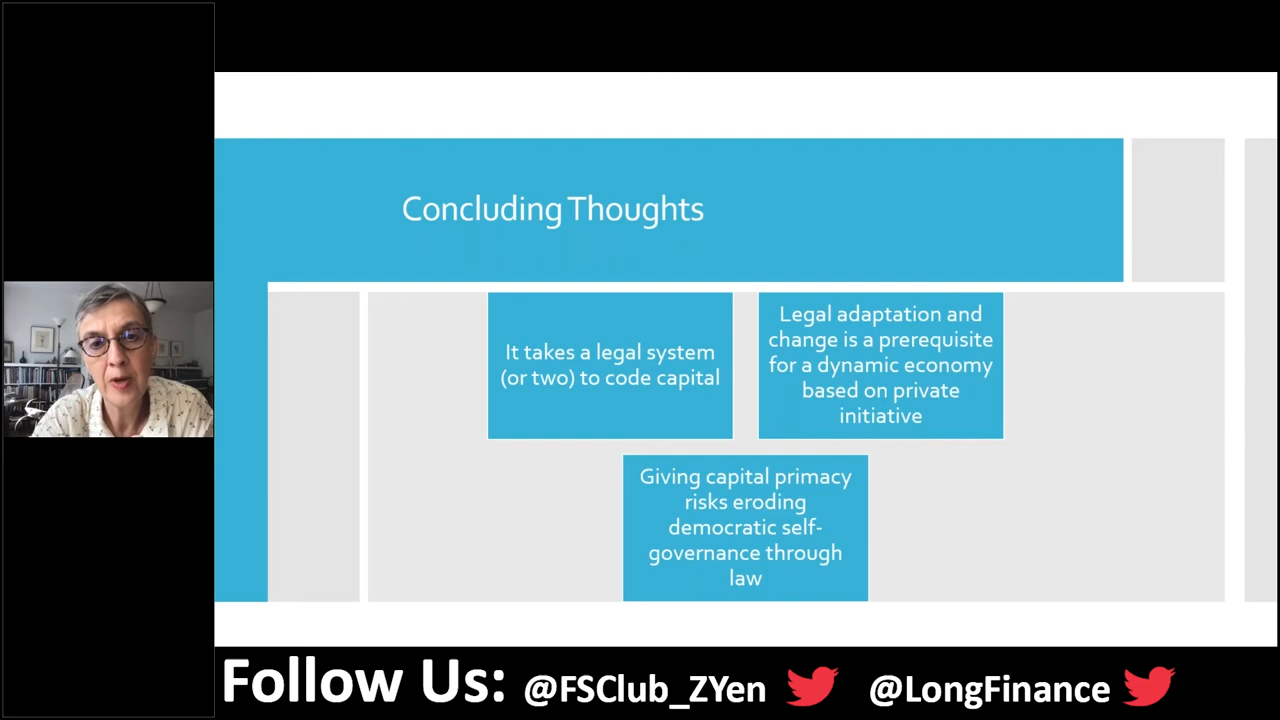 Concluding Thoughts
It takes a legal system
(or two) to code capital
Legal adaptation and
change is a prerequisite
for a dynamic economy
based on private
initiative
Giving capital primacy
risks eroding
democratic self-
governance through
law
Follow Us: @FSClub_ZYen @LongFinance